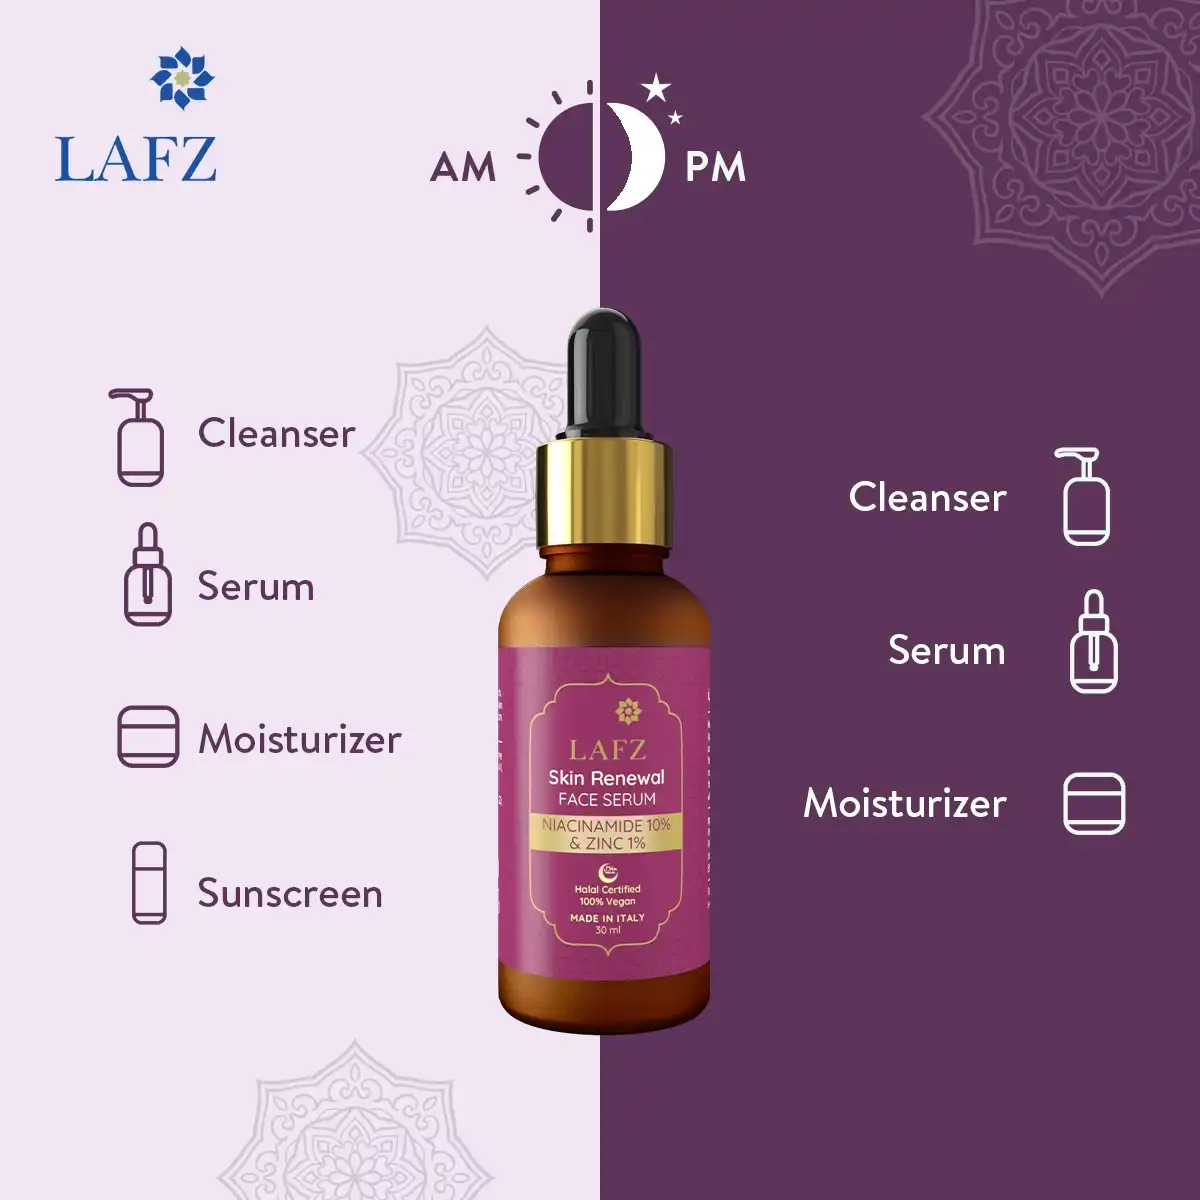 LAFZ
AM
PM
Cleanser
Serum
Moisturizer
Sunscreen
Cleanser
Serum
Moisturizer
LAFZ
Skin Renewal
FACE SERUM
NIACINAMIDE 10%
& ZINC 1%
Halal Certified
100% Vegan
MADE IN ITALY
30 ml